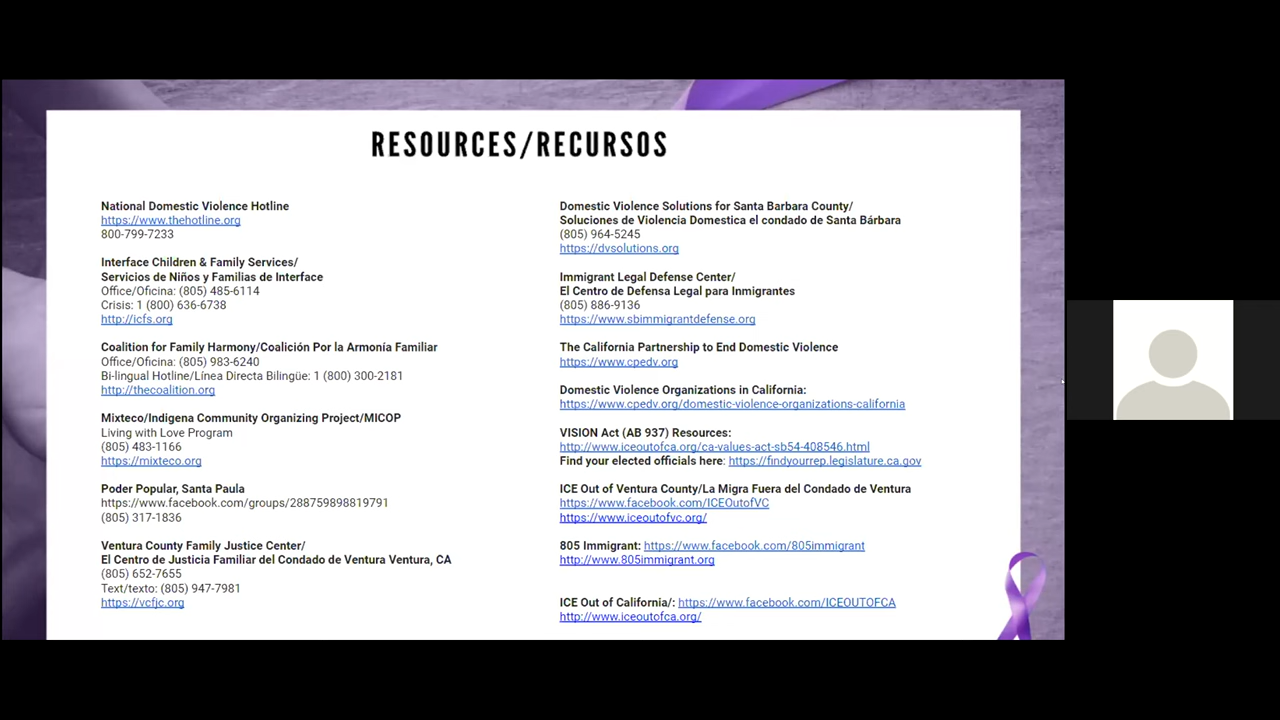 RESOURCES/RECURSOS
National Domestic Violence Hotline
https://www.thehotline.org
800-799-7233
Interface Children & Family Services/
Servicios de Niños y Familias de Interface
Office/Oficina: (805) 485-6114
Crisis: 1 (800) 636-6738
http://icfs.org
Coalition for Family Harmony/Coalición Por la Armonía Familiar
Office/Oficina: (805) 983-6240
Bi-lingual Hotline/Línea Directa Bilingüe: 1 (800) 300-2181
http://thecoalition.org
Mixteco/Indigena Community Organizing Project/MICOP
Living with Love Program
(805) 483-1166
https://mixteco.org
Poder Popular, Santa Paula
https://www.facebook.com/groups/288759898819791
(805) 317-1836
Ventura County Family Justice Center/
El Centro de Justicia Familiar del Condado de Ventura Ventura, CA
(805) 652-7655
Text/texto: (805) 947-7981
https://vcfjc.org
Domestic Violence Solutions for Santa Barbara County/
Soluciones de Violencia Domestica el condado de Santa Bárbara
(805) 964-5245
https://dvsolutions.org
Immigrant Legal Defense Center/
El Centro de Defensa Legal para Inmigrantes
(805) 886-9136
https://www.sbimmigrantdefense.org
The California Partnership to End Domestic Violence
https://www.cpedv.org
Domestic Violence Organizations in California:
https://www.cpedv.org/domestic-violence-organizations-california
VISION Act (AB 937) Resources:
http://www.iceoutofca.org/ca-values-act-sb54-408546.html
Find your elected officials here: https://findyourrep.legislature.ca.gov
ICE Out of Ventura County/La Migra Fuera del Condado de Ventura
https://www.facebook.com/ICEOutofVC
https://www.iceoutofvc.org/
805 Immigrant: https://www.facebook.com/805immigrant
http://www.805immigrant.org
ICE Out of California/: https://www.facebook.com/ICEOUTOFCA
http://www.iceoutofca.org/